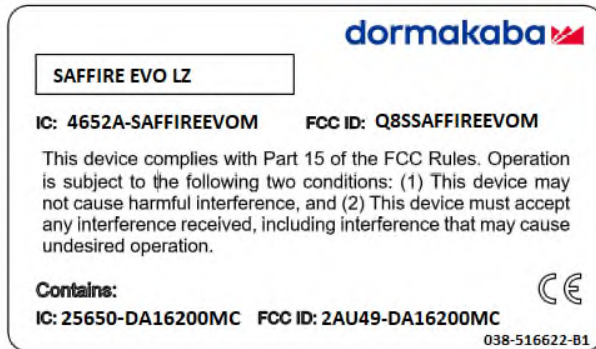 dormakaba
SAFFIRE EVO LZ
IC: 4652A-SAFFIREEVOM FCC ID: Q8SSAFFIREEVOM
This device complies with Part 15 of the FCC Rules. Operation
is subject to the following two conditions: (1) This device may
not cause harmful interference, and (2) This device must accept
any interference received, including interference that may cause
undesired operation.
Contains:
CE
IC: 25650-DA16200MC FCC ID: 2AU49-DA16200MC
038-516622-B1